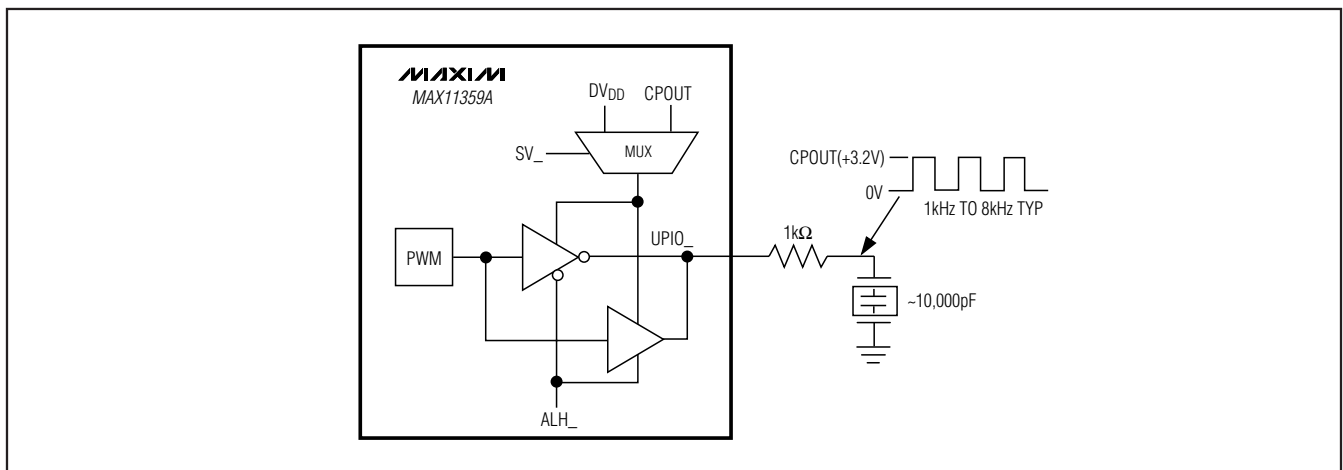 MAXIM
MAX11359A
DVDD
CPOUT
SV_
MUX
CPOUT(+3.2V)
0V
1kHz TO 8kHz TYP
PWM
UPIO_
1kΩ
~10,000pF
ALH_